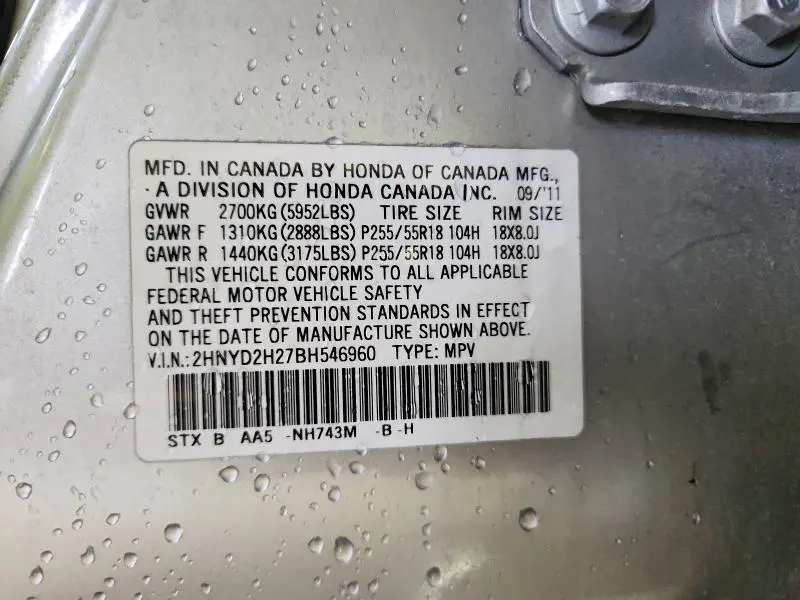 MFD. IN CANADA BY HONDA OF CANADA MFG.,
A DIVISION OF HONDA CANADA INC. 09/'11
GVWR 2700KG(5952LBS) TIRE SIZE RIM SIZE
GAWR F 1310KG(2888LBS)P255/55R18 104H 18X8.0J
GAWR R 1440KG(3175LBS)P255/55R18 104H 18X8.0J
THIS VEHICLE CONFORMS TO ALL APPLICABLE
FEDERAL MOTOR VEHICLE SAFETY
AND THEFT PREVENTION STANDARDS IN EFFECT
ON THE DATE OF MANUFACTURE SHOWN ABOVE.
V.I.N.:2HNYD2H27BH546960 TYPE: MPV
STX B AA5 -NH743M -B -H